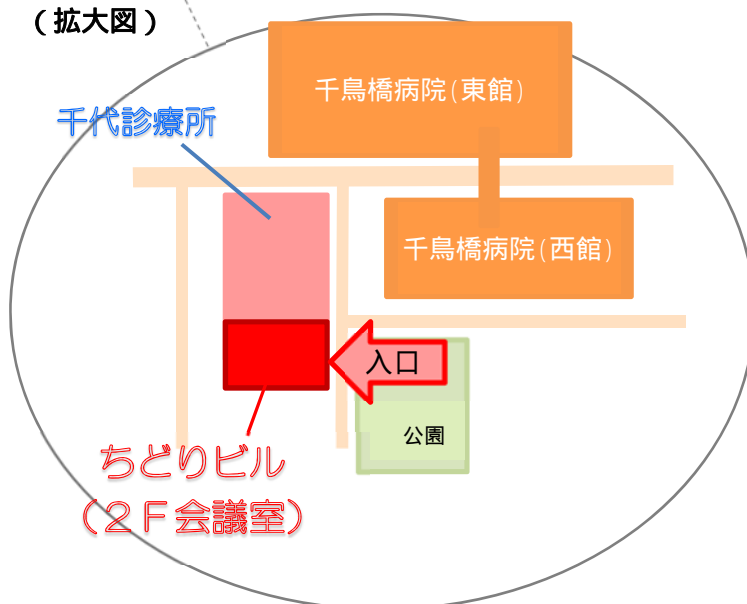 (拡大図)
千鳥橋病院(東館)
千代診療所
千鳥橋病院(西館)
入口
公園
ちどりビル
(2F会議室)